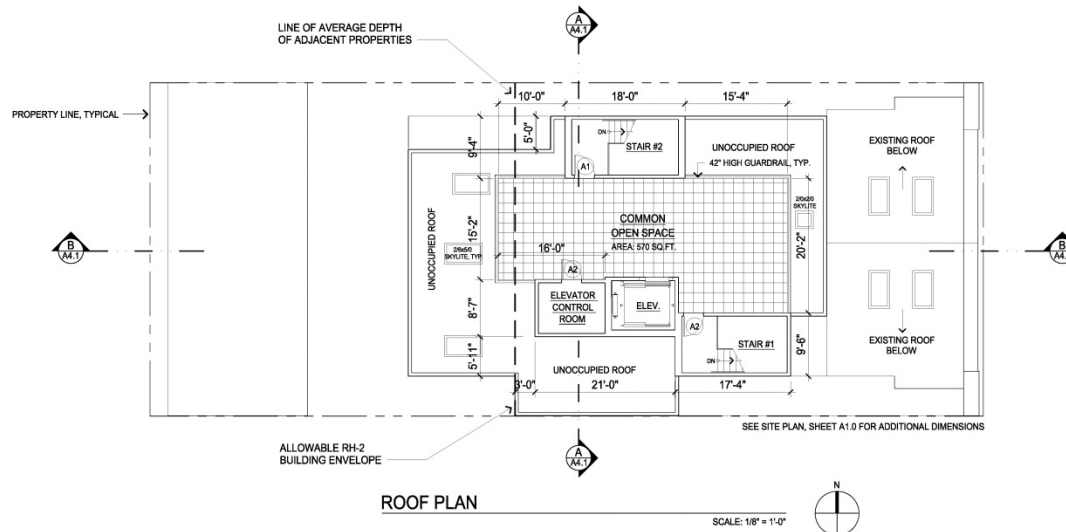 A
A4.1
LINE OF AVERAGE DEPTH
OF ADJACENT PROPERTIES
PROPERTY LINE, TYPICAL
10'-0"
18'-0"
15'-4"
9'-4"
5'-0"
DN
STAIR #2
A1
UNOCCUPIED ROOF
42" HIGH GUARDRAIL, TYP.
EXISTING ROOF
BELOW
UNOCCUPIED ROOF
15'-2"
2/6x5/0
SKYLITE, TYP.
16'-0"
COMMON
OPEN SPACE
AREA: 570 SQ.FT.
2/0x2/0
SKYLITE
20'-2"
B
A4.1
B
A4.1
A2
ELEVATOR
CONTROL
ROOM
ELEV.
8'-7"
A2
STAIR #1
DN
9'-6"
EXISTING ROOF
BELOW
5'-11"
UNOCCUPIED ROOF
3'-0"
21'-0"
17'-4"
SEE SITE PLAN, SHEET A1.0 FOR ADDITIONAL DIMENSIONS
ALLOWABLE RH-2
BUILDING ENVELOPE
A
A4.1
ROOF PLAN
SCALE: 1/8" = 1'-0"
N